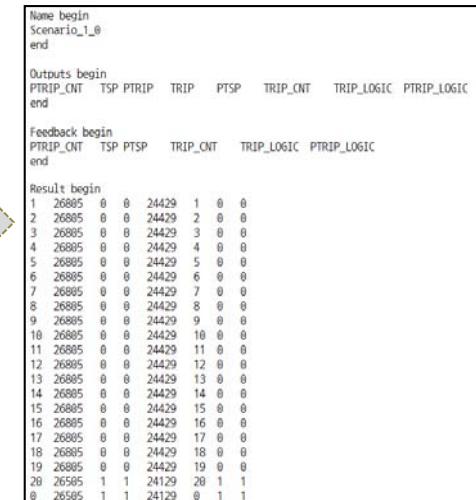 Name begin
Scenario_1_0
end
Outputs begin
PTRIP_CNT TSP PTRIP TRIP PTSP TRIP_CNT TRIP_LOGIC PTRIP_LOGIC
end
Feedback begin
PTRIP_CNT TSP PTSP TRIP_CNT TRIP_LOGIC PTRIP_LOGIC
end
Result begin
1 26805 0 0 24429 1 0 0
2 26805 0 0 24429 2 0 0
3 26805 0 0 24429 3 0 0
4 26805 0 0 24429 4 0 0
5 26805 0 0 24429 5 0 0
6 26805 0 0 24429 6 0 0
7 26805 0 0 24429 7 0 0
8 26805 0 0 24429 8 0 0
9 26805 0 0 24429 9 0 0
10 26805 0 0 24429 10 0 0
11 26805 0 0 24429 11 0 0
12 26805 0 0 24429 12 0 0
13 26805 0 0 24429 13 0 0
14 26805 0 0 24429 14 0 0
15 26805 0 0 24429 15 0 0
16 26805 0 0 24429 16 0 0
17 26805 0 0 24429 17 0 0
18 26805 0 0 24429 18 0 0
19 26805 0 0 24429 19 0 0
20 26505 1 1 24129 20 1 1
0 26505 1 1 24129 0 1 1